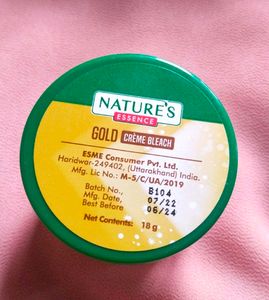 NATURE'S
ESSENCE
GOLD CRÈME BLEACH
ESME Consumer Pvt. Ltd.
Haridwar-249402, (Uttarakhand) India.
Mfg. Lic No.: M-5/C/UA/2019
Batch No. B104
Mfg. Date 07/22
Best Before 06/24
Net Contents: 18 g